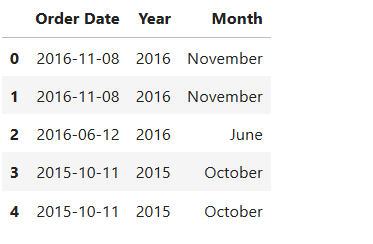 Order Date Year Month
0 2016-11-08 2016 November
1 2016-11-08 2016 November
2 2016-06-12 2016 June
3 2015-10-11 2015 October
4 2015-10-11 2015 October